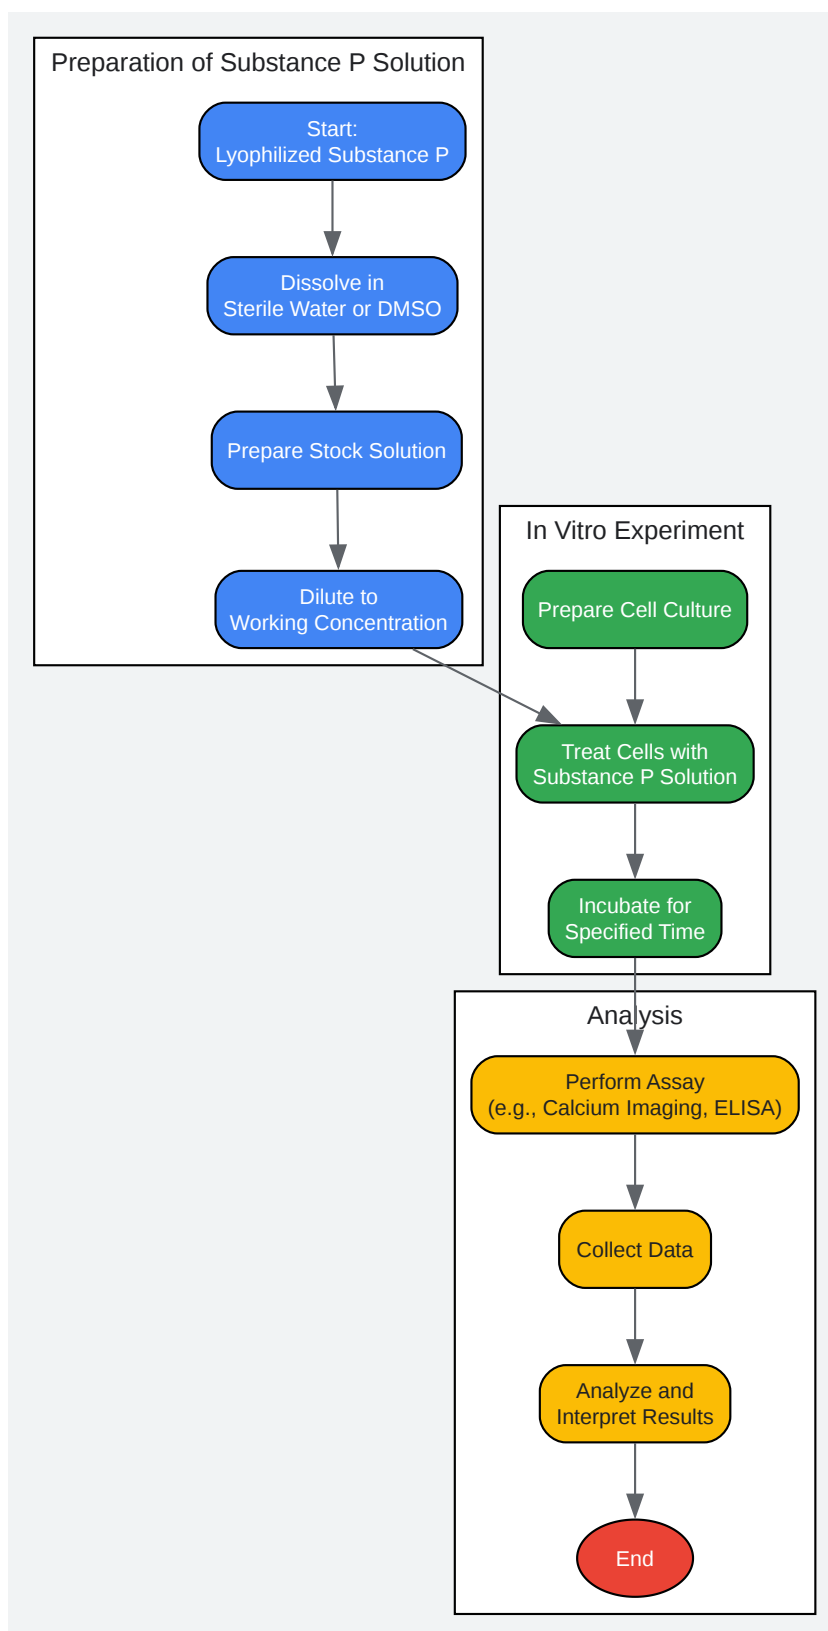 Preparation of Substance P Solution
Start:
Lyophilized Substance P
Dissolve in
Sterile Water or DMSO
Prepare Stock Solution
Dilute to
Working Concentration
In Vitro Experiment
Prepare Cell Culture
Treat Cells with
Substance P Solution
Incubate for
Specified Time
Analysis
Perform Assay
(e.g., Calcium Imaging, ELISA)
Collect Data
Analyze and
Interpret Results
End